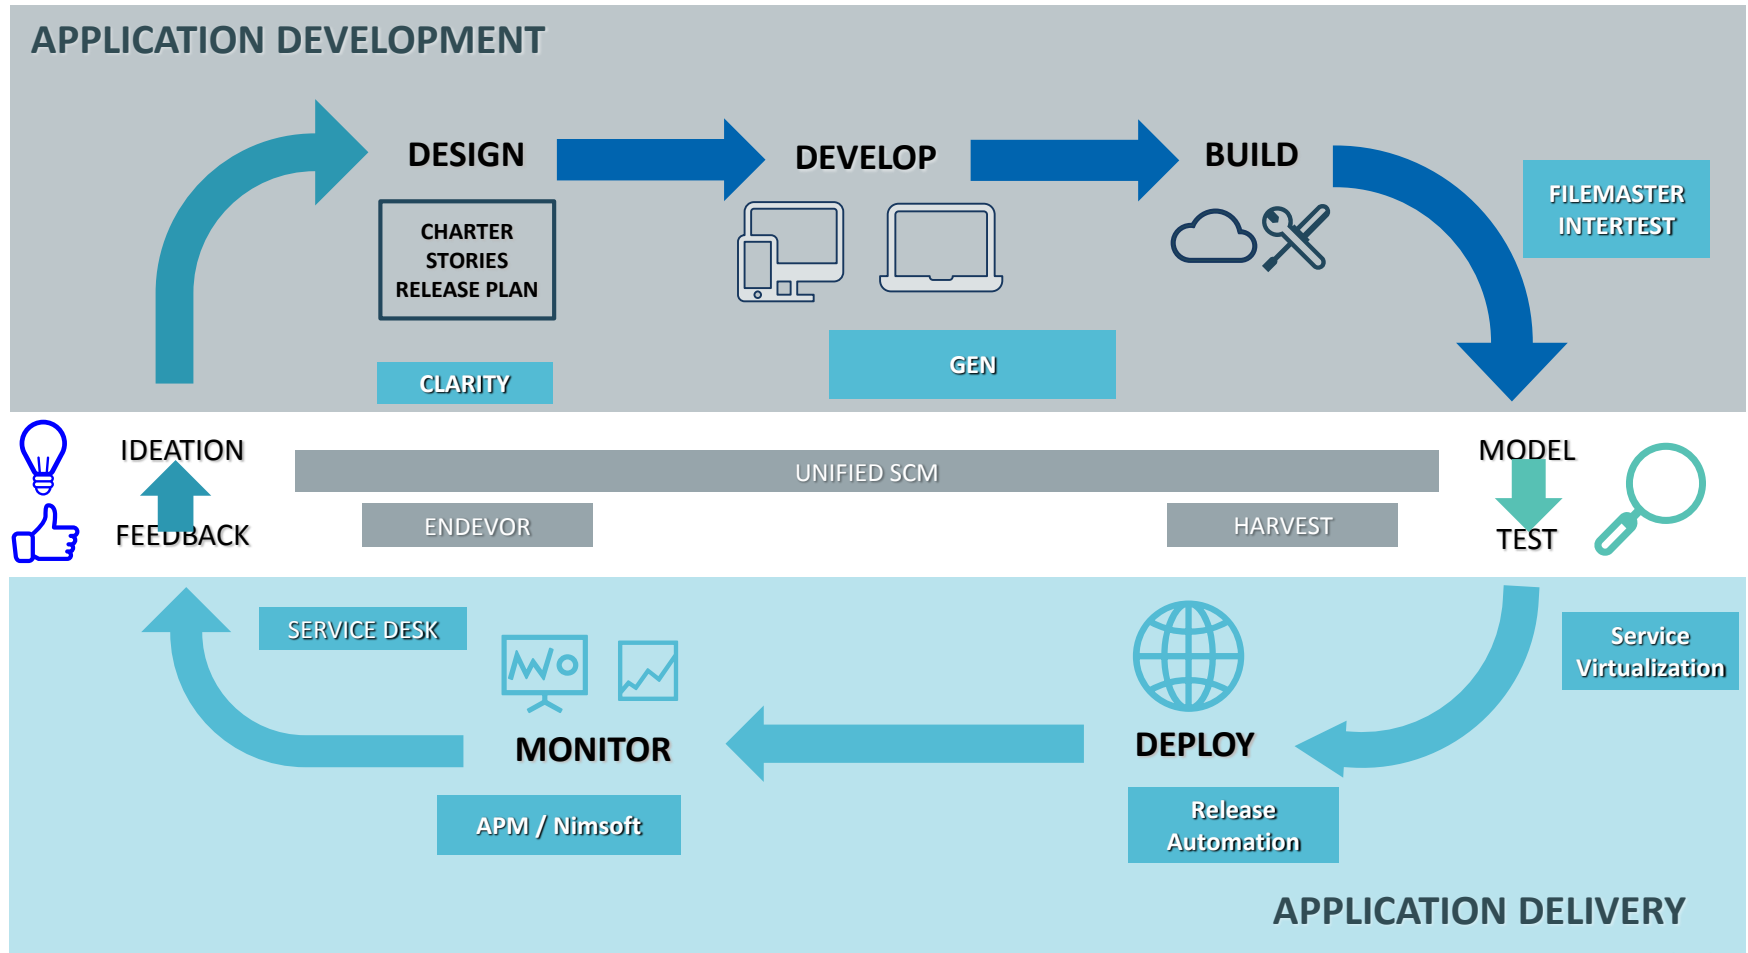 APPLICATION DEVELOPMENT
DESIGN
DEVELOP
BUILD
FILEMASTER
INTERTEST
CHARTER
STORIES
RELEASE PLAN
CLARITY
GEN
IDEATION
FEEDBACK
UNIFIED SCM
ENDEVOR
HARVEST
MODEL
TEST
SERVICE DESK
Service
Virtualization
MONITOR
DEPLOY
APM / Nimsoft
Release
Automation
APPLICATION DELIVERY